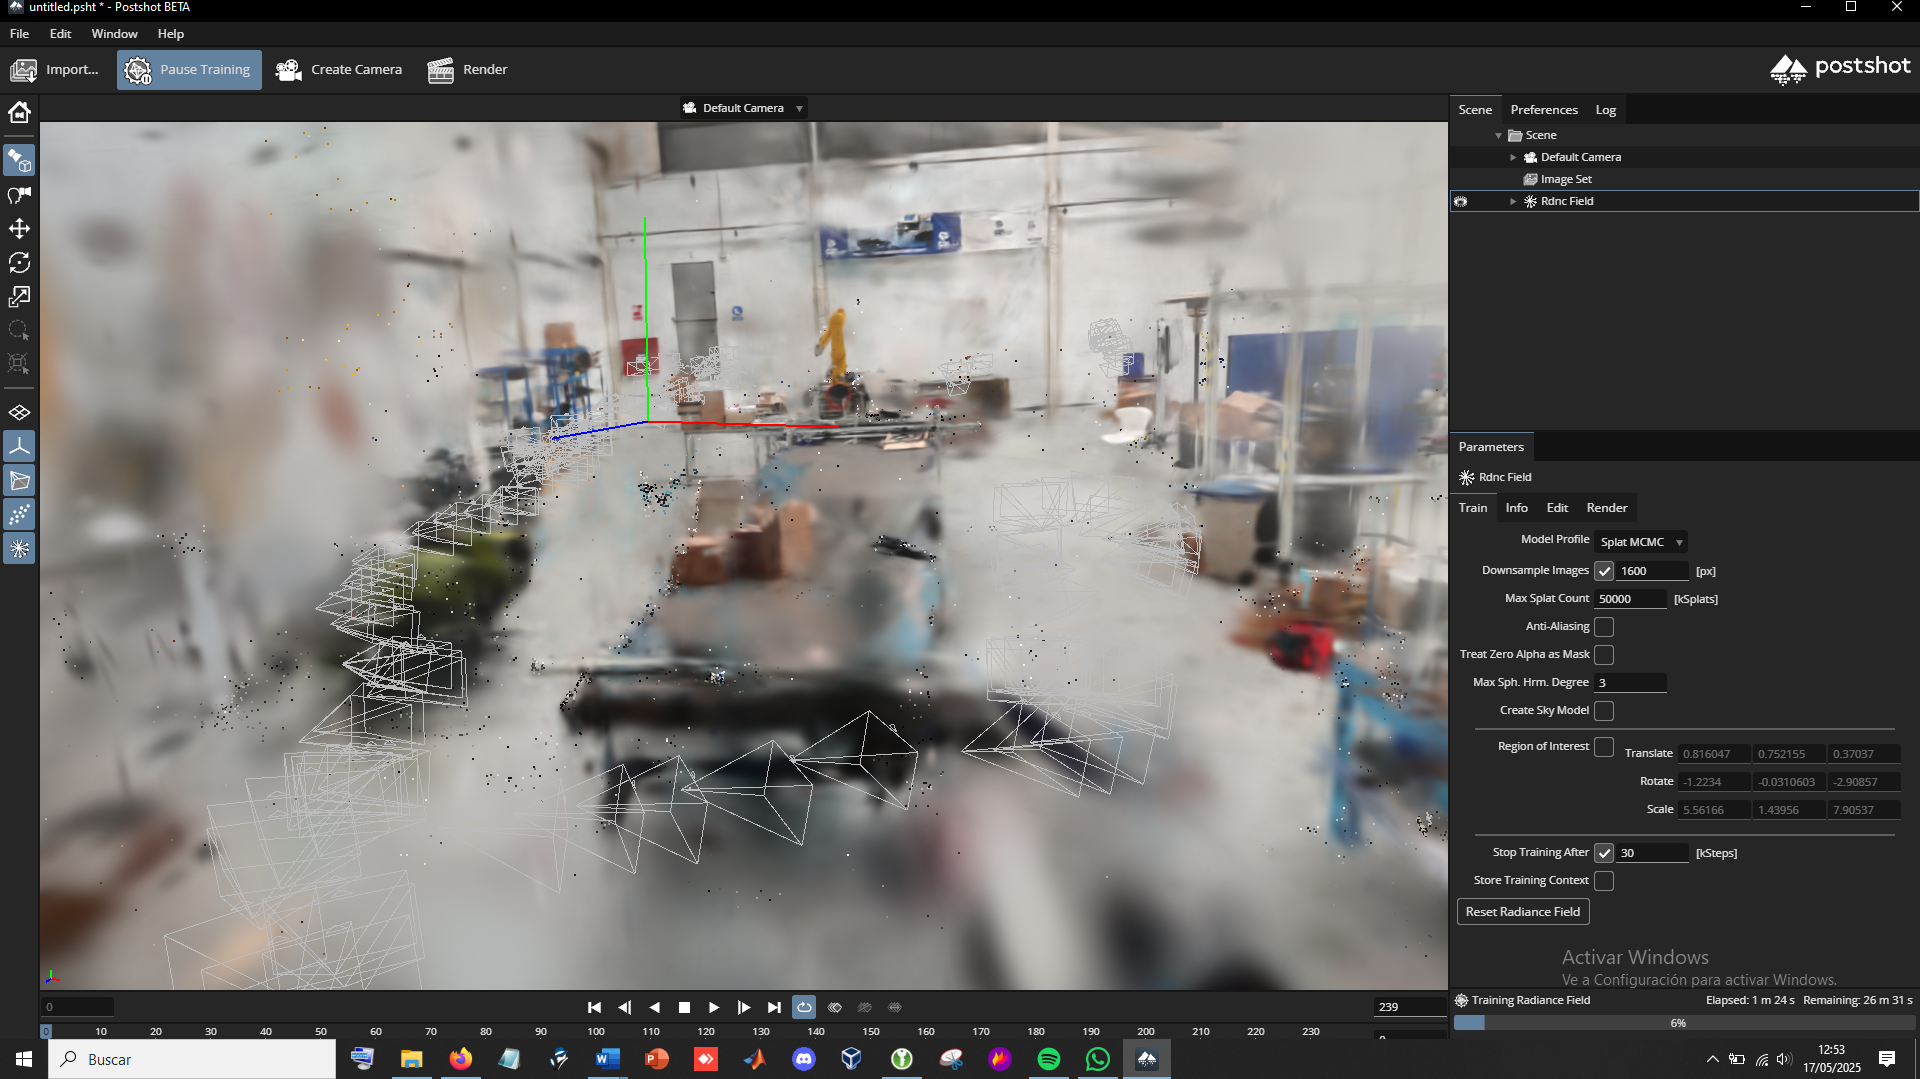 untitled.psht * - Postshot BETA
File Edit Window Help
Import... Pause Training Create Camera Render
postshot
Default Camera
Scene Preferences Log
Scene
Default Camera
Image Set
Rdnc Field
Parameters
Rdnc Field
Train Info Edit Render
Model Profile Splat MCMC
Downsample Images 1600 [px]
Max Splat Count 50000 [kSplats]
Anti-Aliasing
Treat Zero Alpha as Mask
Max Sph. Hrm. Degree 3
Create Sky Model
Region of Interest Translate 0.816047 0.752155 0.37037
Rotate -1.2234 -0.0310603 -2.90857
Scale 5.56166 1.43956 7.90537
Stop Training After 30 [kSteps]
Store Training Context
Reset Radiance Field
Activar Windows
Ve a Configuración para activar Windows.
Training Radiance Field Elapsed: 1 m 24 s Remaining: 26 m 31 s
6%
0 239
0 10 20 30 40 50 60 70 80 90 100 110 120 130 140 150 160 170 180 190 200 210 220 230
Buscar
12:53
17/05/2025